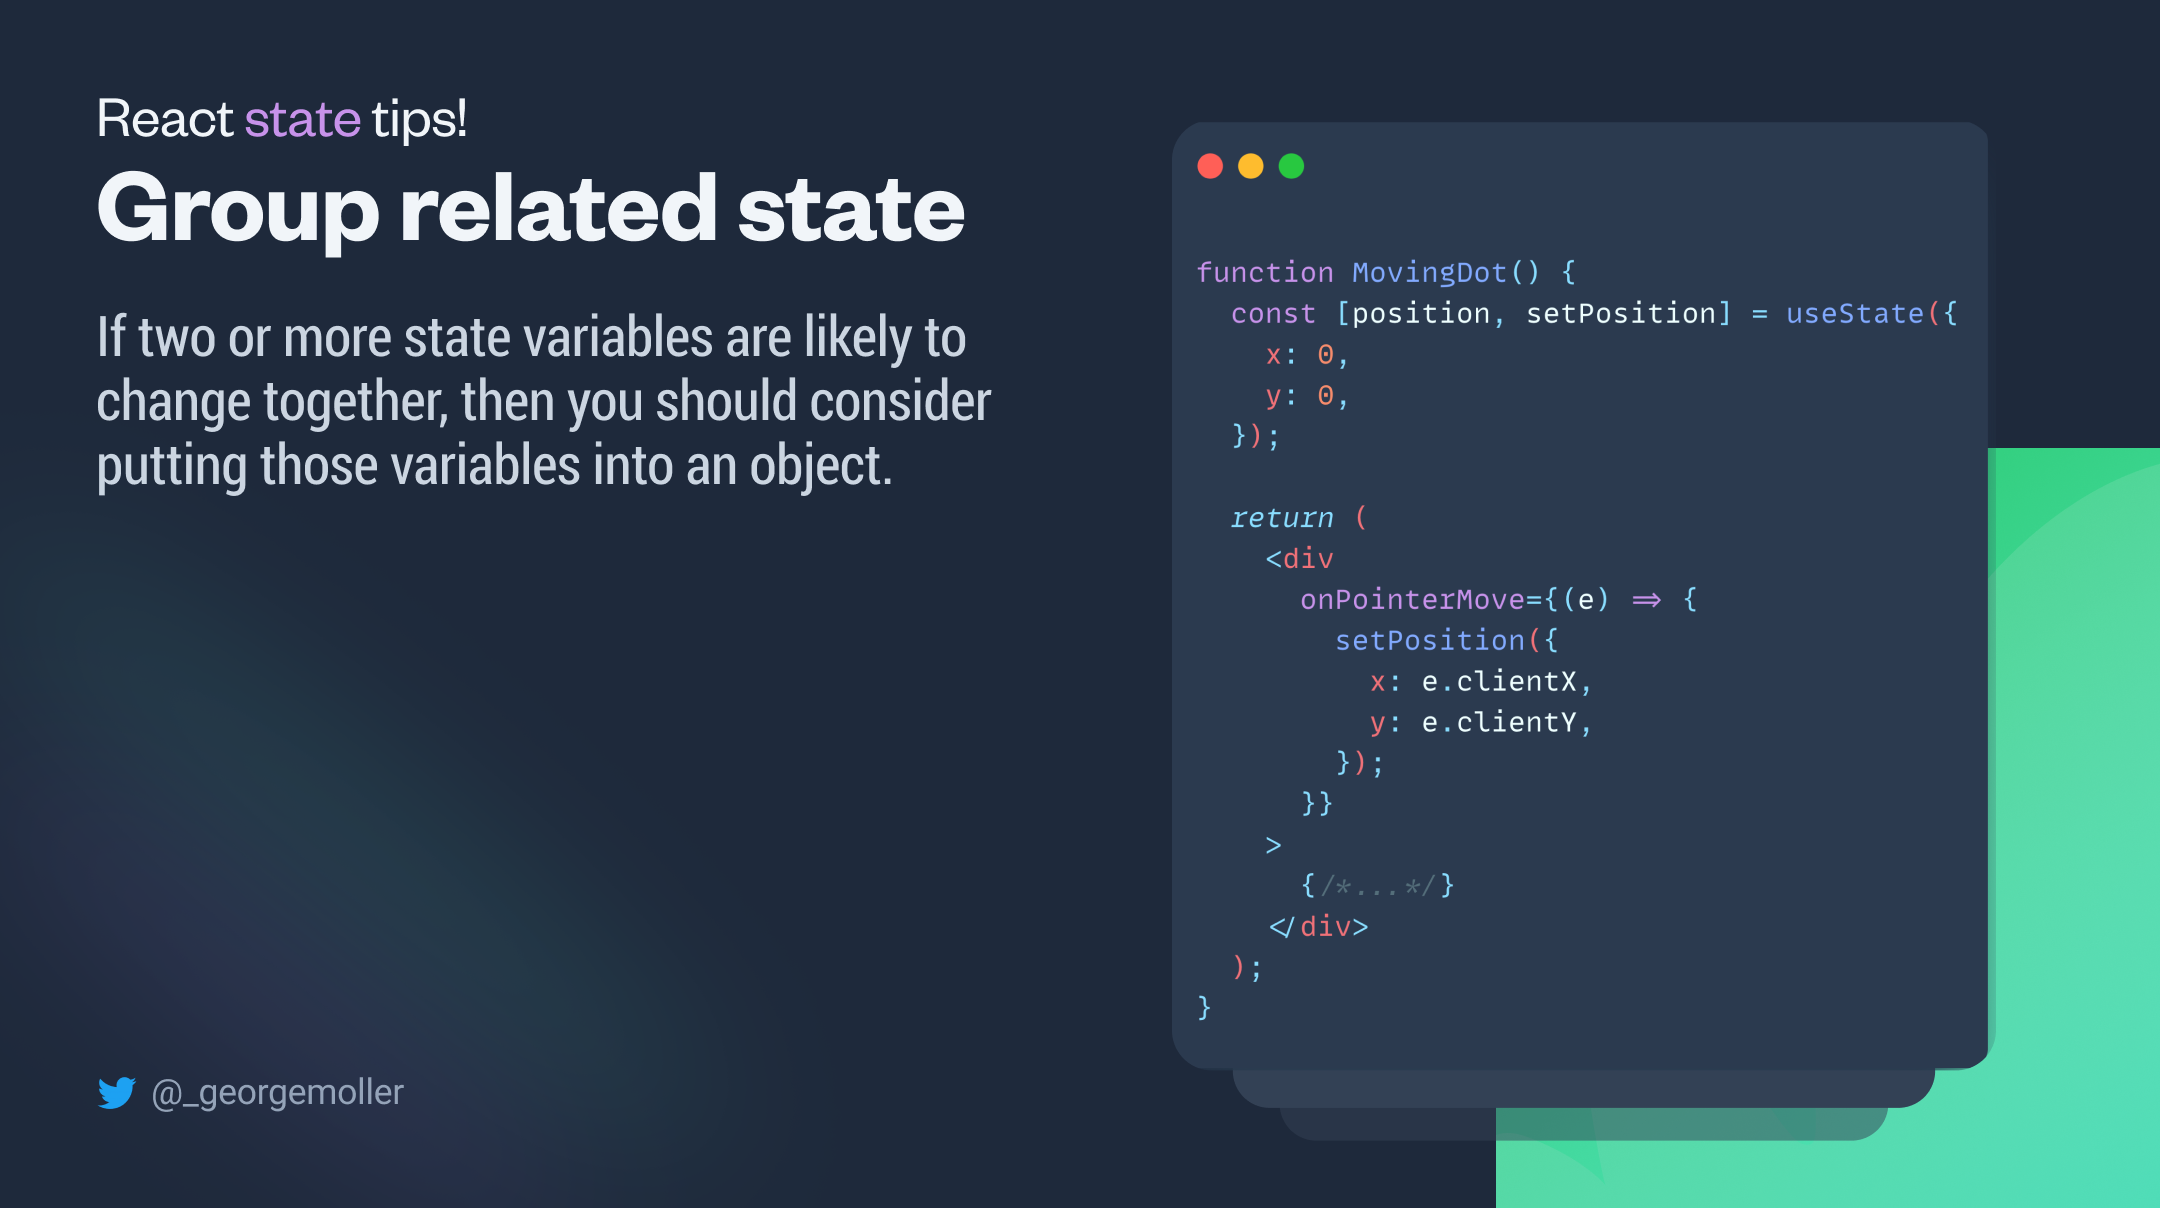 React state tips!
Group related state
If two or more state variables are likely to
change together, then you should consider
putting those variables into an object.
@_georgemoller
function MovingDot() {
  const [position, setPosition] = useState({
    x: 0,
    y: 0,
  });

  return (
    <div
      onPointerMove={(e) => {
        setPosition({
          x: e.clientX,
          y: e.clientY,
        });
      }}
    >
      {/*...*/}
    </div>
  );
}